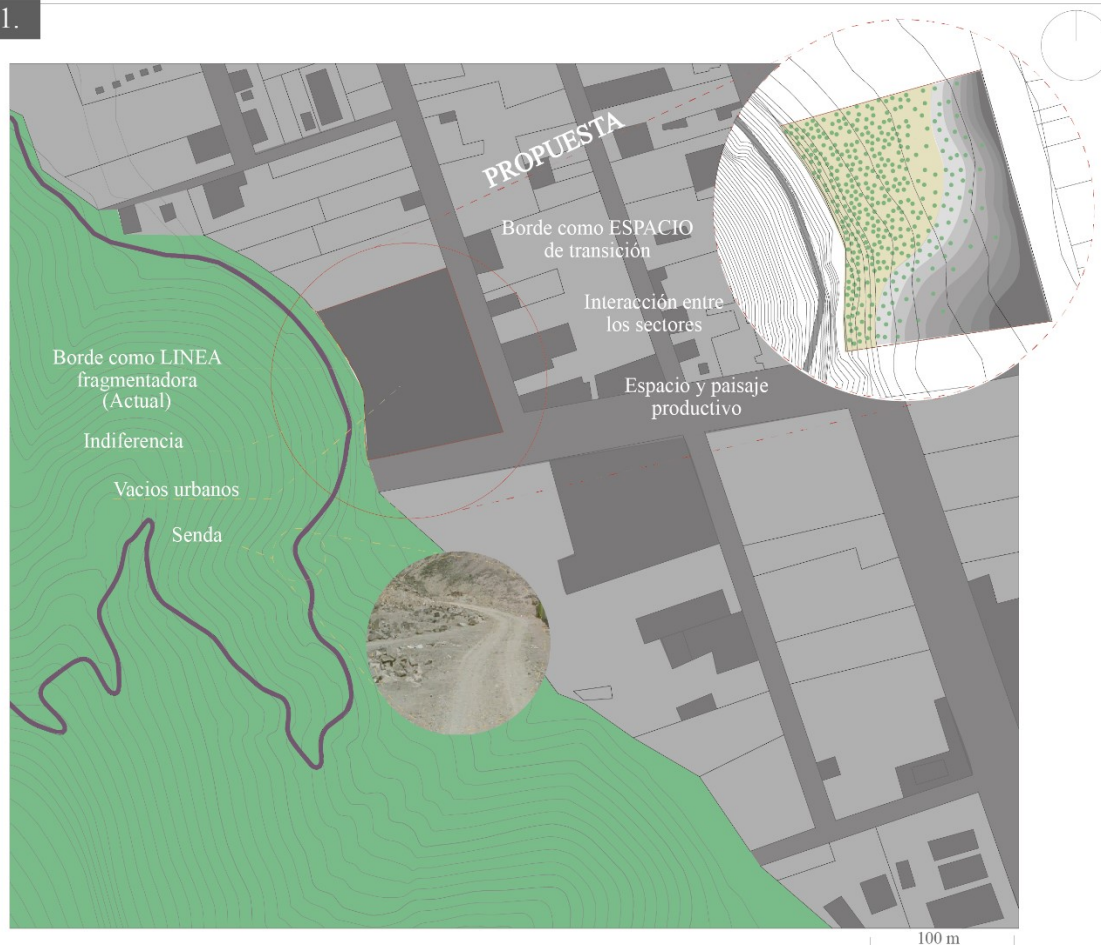 1.
PROPUESTA
Borde como ESPACIO
de transición
Interacción entre
los sectores
Espacio y paisaje
productivo
Borde como LINEA
fragmentadora
(Actual)
Indiferencia
Vacios urbanos
Senda
100 m